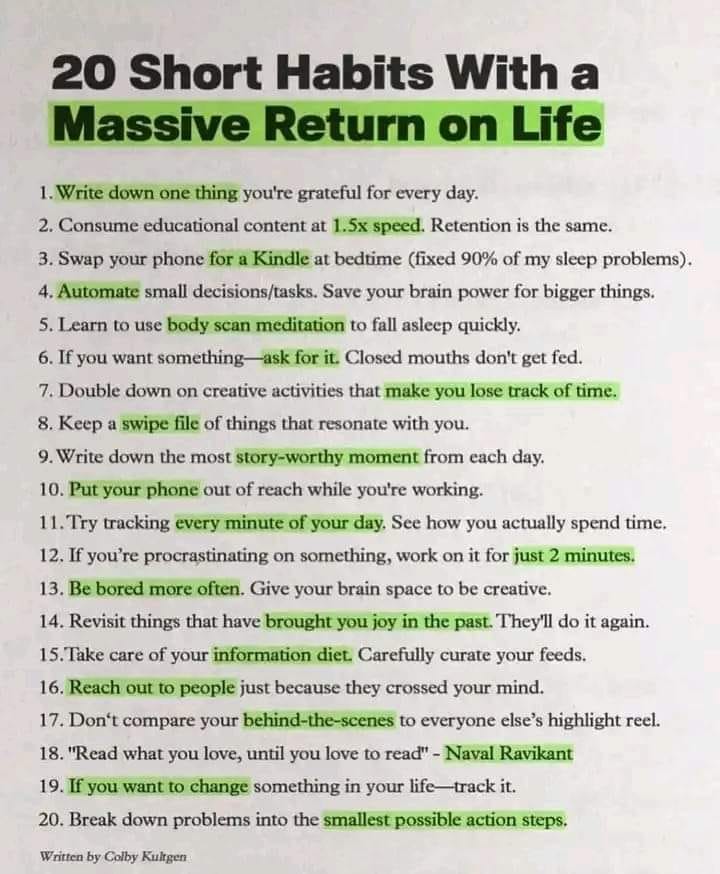 20 Short Habits With a
Massive Return on Life
1. Write down one thing you're grateful for every day.
2. Consume educational content at 1.5x speed. Retention is the same.
3. Swap your phone for a Kindle at bedtime (fixed 90% of my sleep problems).
4. Automate small decisions/tasks. Save your brain power for bigger things.
5. Learn to use body scan meditation to fall asleep quickly.
6. If you want something—ask for it. Closed mouths don't get fed.
7. Double down on creative activities that make you lose track of time.
8. Keep a swipe file of things that resonate with you.
9. Write down the most story-worthy moment from each day.
10. Put your phone out of reach while you're working.
11. Try tracking every minute of your day. See how you actually spend time.
12. If you’re procrastinating on something, work on it for just 2 minutes.
13. Be bored more often. Give your brain space to be creative.
14. Revisit things that have brought you joy in the past. They'll do it again.
15.Take care of your information diet. Carefully curate your feeds.
16. Reach out to people just because they crossed your mind.
17. Don‘t compare your behind-the-scenes to everyone else’s highlight reel.
18. "Read what you love, until you love to read" - Naval Ravikant
19. If you want to change something in your life—track it.
20. Break down problems into the smallest possible action steps.
Written by Colby Kultgen